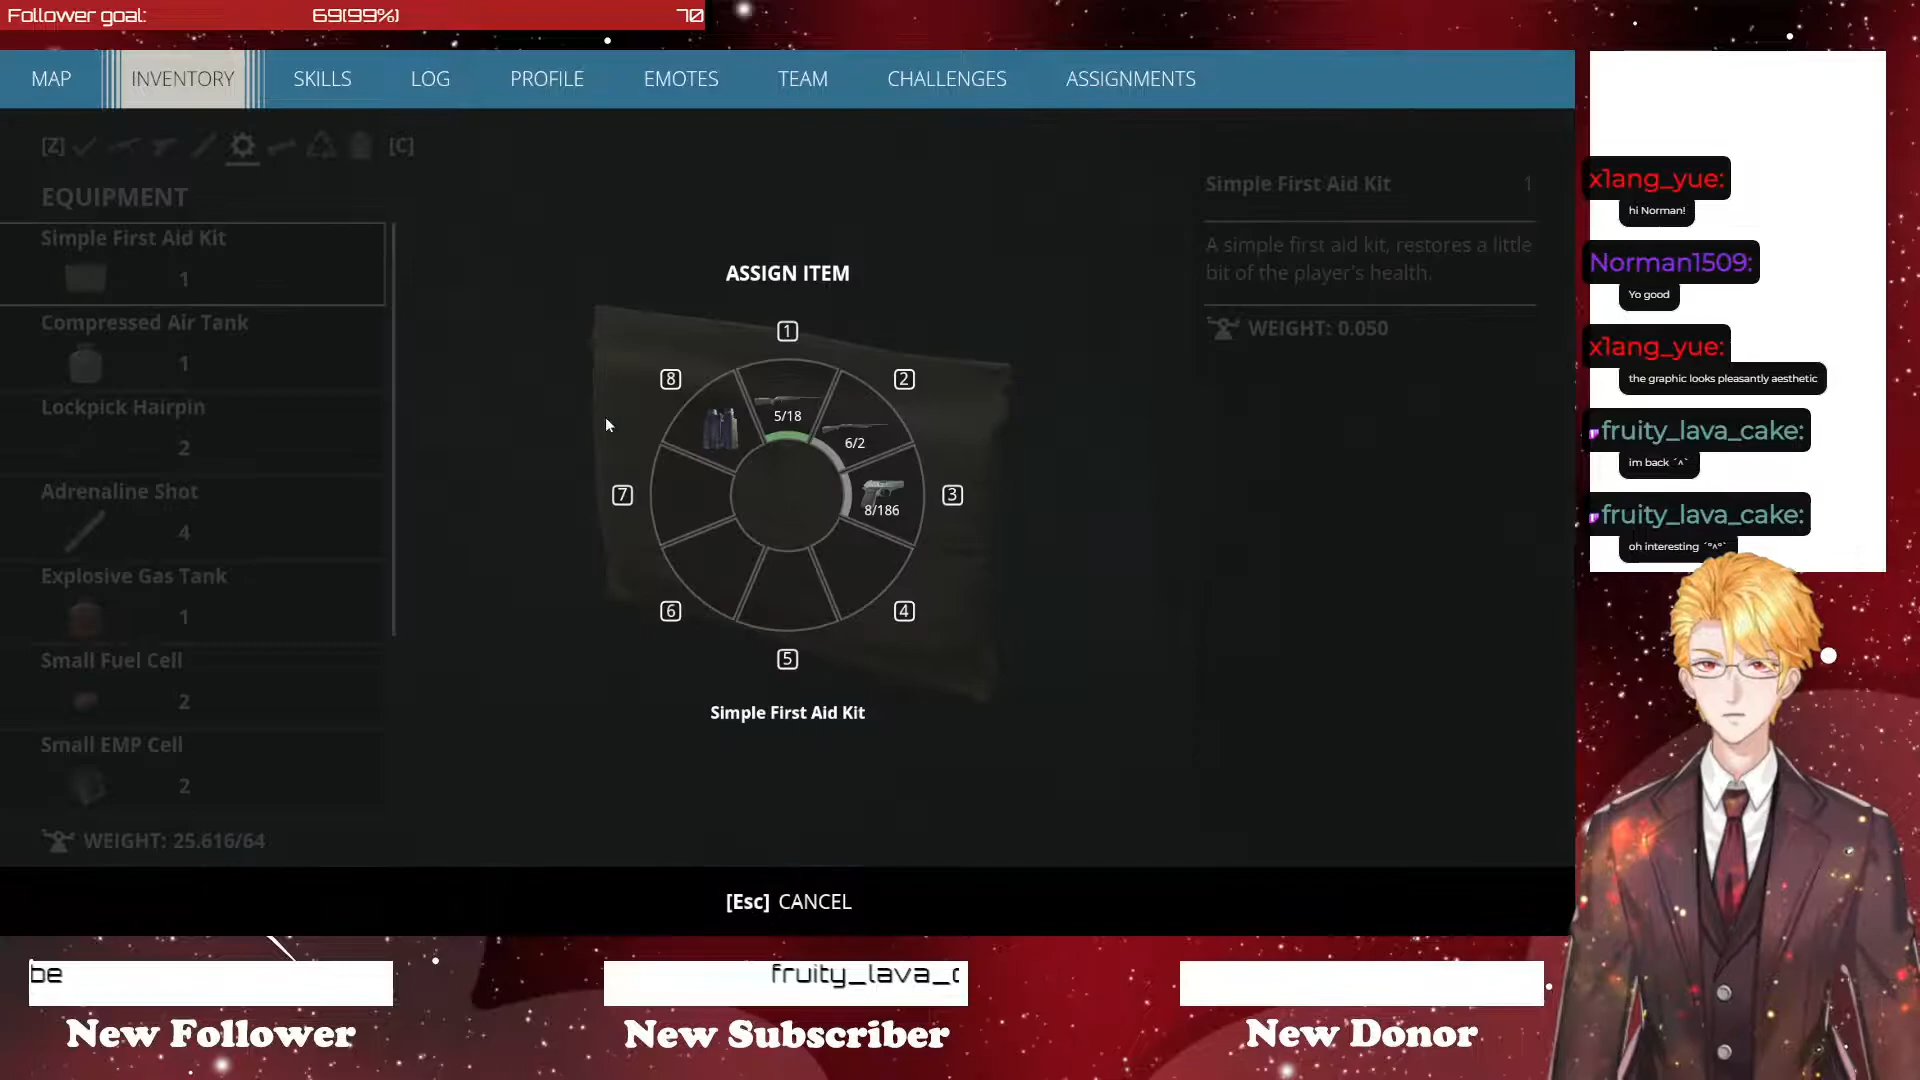 Follower goal: 69(99%) 70
MAP INVENTORY SKILLS LOG PROFILE EMOTES TEAM CHALLENGES ASSIGNMENTS
[Z] [C]
EQUIPMENT
Simple First Aid Kit
1
Compressed Air Tank
1
Lockpick Hairpin
2
Adrenaline Shot
4
Explosive Gas Tank
1
Small Fuel Cell
2
Small EMP Cell
2
WEIGHT: 25.616/64
ASSIGN ITEM
1
8
2
5/18
6/2
7
3
8/186
6
4
5
Simple First Aid Kit
Simple First Aid Kit 1
A simple first aid kit, restores a little
bit of the player's health.
WEIGHT: 0.050
[Esc] CANCEL
x1ang_yue:
hi Norman!
Norman1509:
Yo good
x1ang_yue:
the graphic looks pleasantly aesthetic
fruity_lava_cake:
im back ´^`
fruity_lava_cake:
oh interesting
be
fruity_lava_c
New Follower
New Subscriber
New Donor